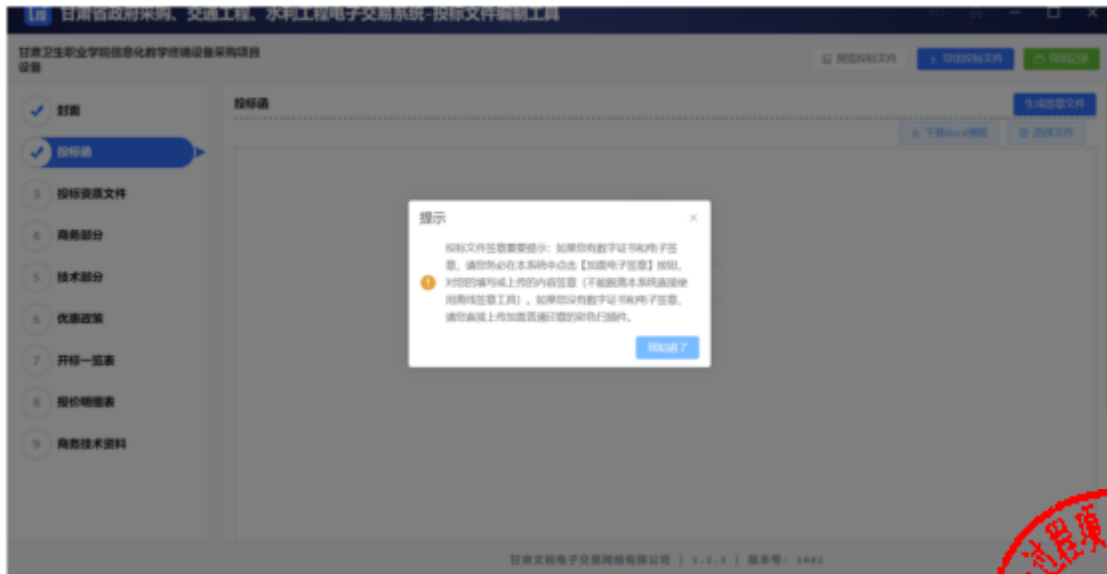 投 甘肃省政府采购、交通工程、水利工程电子交易系统-投标文件编制工具
甘肃卫生职业学院信息化教学终端设备采购项目
设备
预览投标文件 导出投标文件 导出记录
封面
投标函
3 投标资质文件
4 商务部分
5 技术部分
6 优惠政策
7 开标一览表
8 报价明细表
9 商务技术资料
投标函
生成签章文件
下载docx模版 选择文件
提示
投标文件签章重要提示：如果您有数字证书和电子签
章，请您务必在本系统中点击【加盖电子签章】按钮，
对您的填写或上传的内容签章（不能脱离本系统直接使
用离线签章工具）。如果您没有数字证书和电子签章，
请您直接上传加盖普通印章的彩色扫描件。
我知道了
甘肃文锐电子交易网络有限公司 | 1.2.5 | 版本号: 1002
过程项